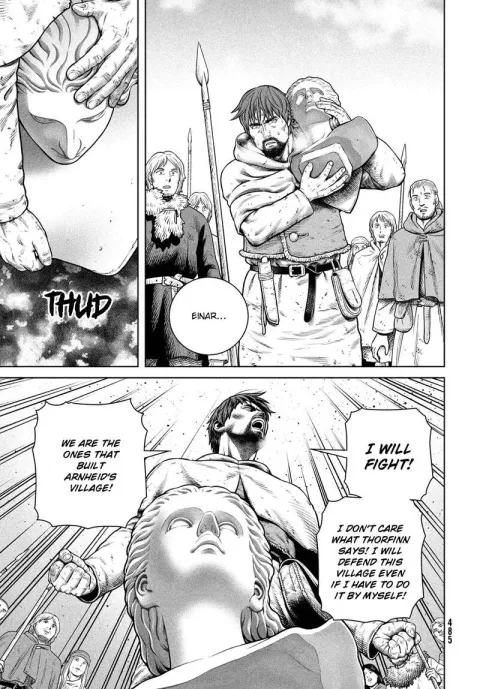 EINAR...
THUD
I WILL
FIGHT!
I DON'T CARE
WHAT THORFINN
SAYS! I WILL
DEFEND THIS
VILLAGE EVEN
IF I HAVE TO DO
IT BY MYSELF!
WE ARE THE
ONES THAT
BUILT
ARNHEID'S
VILLAGE!
485